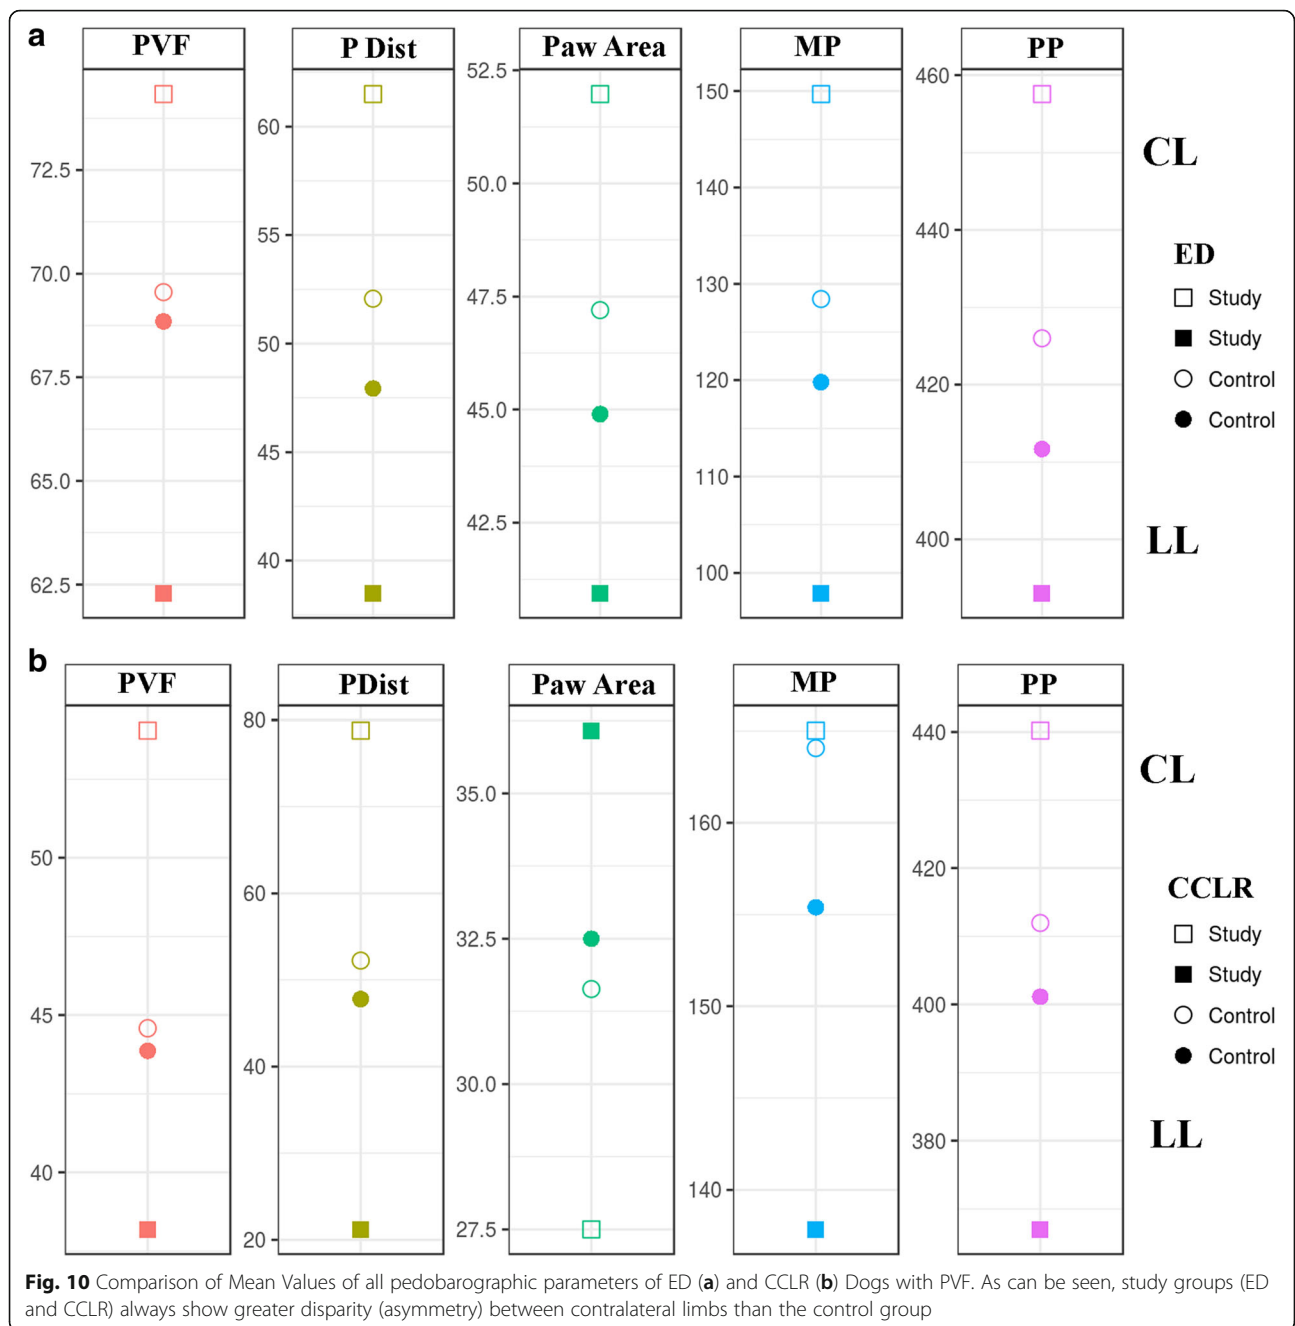 a
PVF
P Dist
Paw Area
MP
PP
72.5
70.0
67.5
65.0
62.5
60
55
50
45
40
52.5
50.0
47.5
45.0
42.5
150
140
130
120
110
100
460
440
420
400
CL
ED
Study
Study
Control
Control
LL
b
PVF
PDist
Paw Area
MP
PP
50
45
40
80
60
40
20
35.0
32.5
30.0
27.5
160
150
140
440
420
400
380
CL
CCLR
Study
Study
Control
Control
LL
Fig. 10 Comparison of Mean Values of all pedobarographic parameters of ED (a) and CCLR (b) Dogs with PVF. As can be seen, study groups (ED
and CCLR) always show greater disparity (asymmetry) between contralateral limbs than the control group